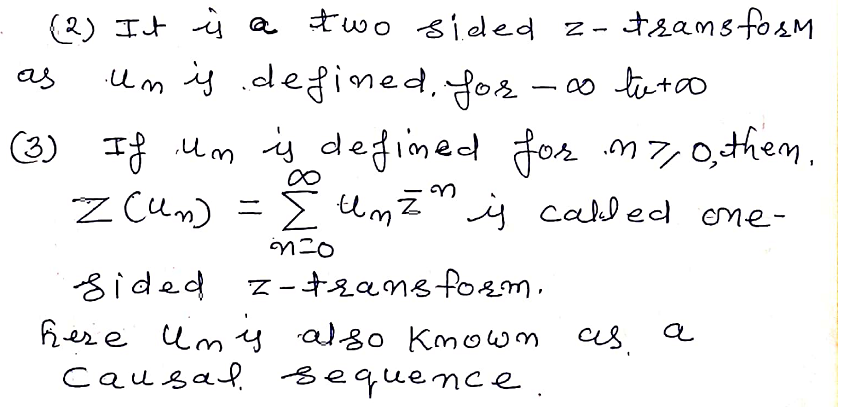 (2) It is a two sided z-transform
as uₙ is defined for -∞ to +∞
(3) If uₙ is defined for n ≥ 0, then,
Z(uₙ) = ∞ Σ n=0 uₙ z⁻ⁿ is called one-
sided z-transform.
here uₙ is also known as a
causal sequence.